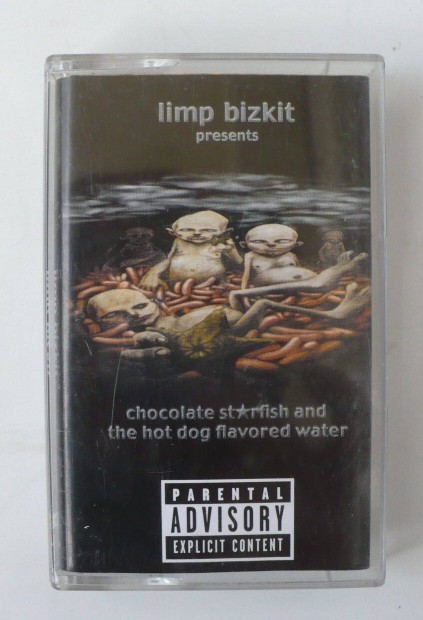 limp bizkit
presents
chocolate st★rfish and
the hot dog flavored water
PARENTAL
ADVISORY
EXPLICIT CONTENT